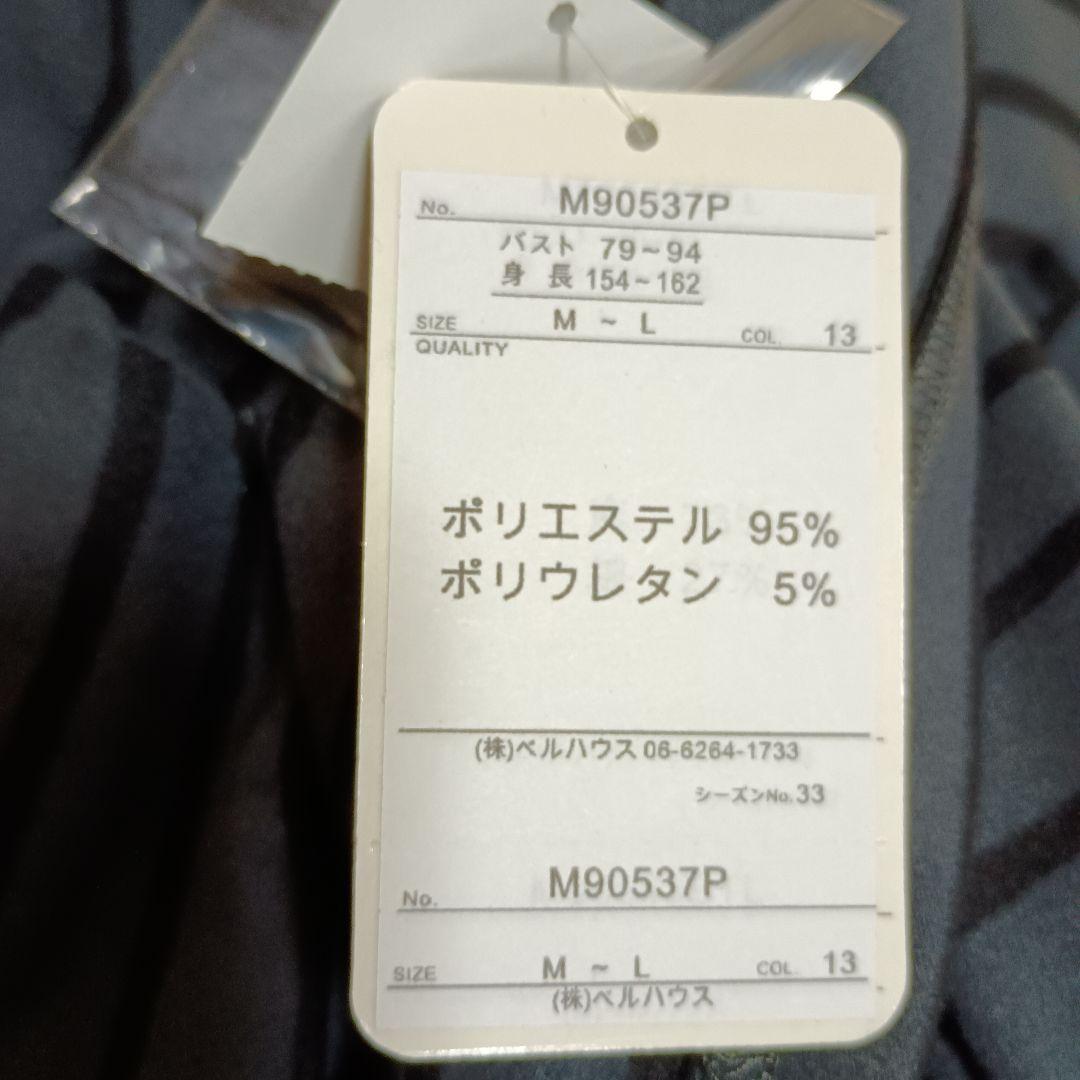 No. M90537P
バスト 79～94
身長 154～162
SIZE M ～ L COL. 13
QUALITY
ポリエステル 95%
ポリウレタン 5%
(株)ベルハウス 06-6264-1733
シーズンNo.33
No. M90537P
SIZE M ～ L COL. 13
(株)ベルハウス